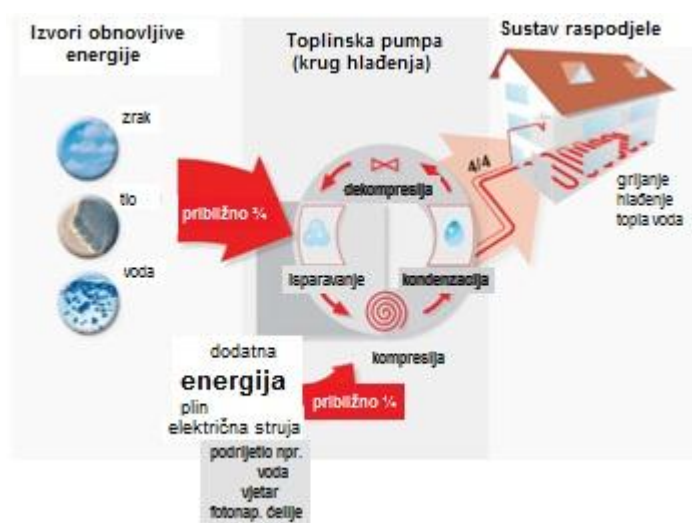 Izvori obnovljive
energije
Toplinska pumpa
(krug hlađenja)
Sustav raspodjele
zrak
tlo
voda
približno ¾
dekompresija
isparavanje
kondenzacija
kompresija
4/4
grijanje
hlađenje
topla voda
dodatna
energija
plin
električna struja
približno ¼
podrijetlo npr.
voda
vjetar
fotonap. ćelije